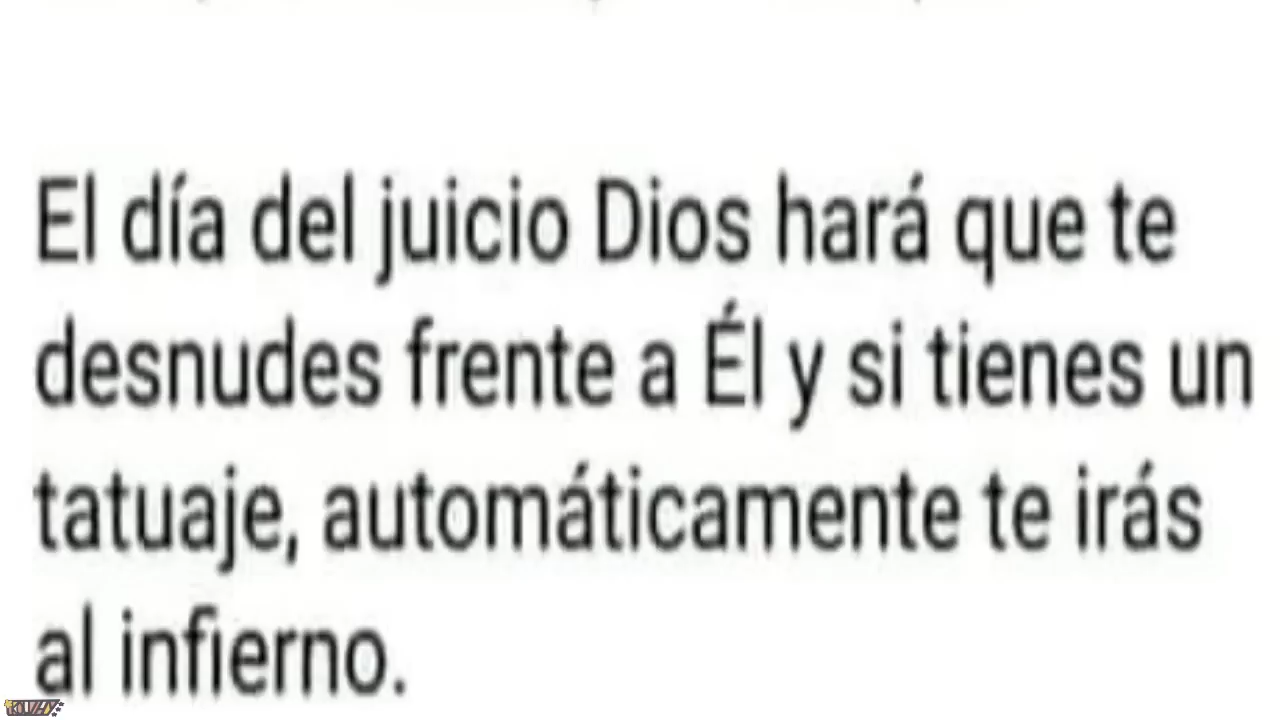 El día del juicio Dios hará que te
desnudes frente a Él y si tienes un
tatuaje, automáticamente te irás
al infierno.